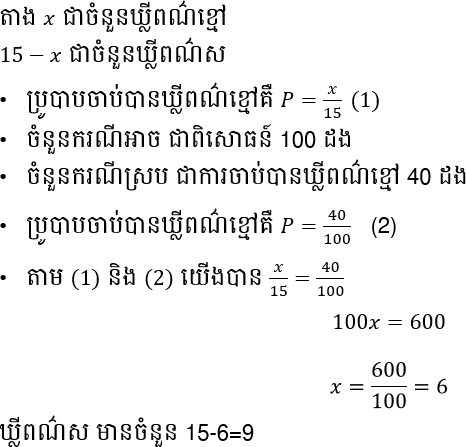 តាង x ជាចំនួនឃ្លីពណ៌ខ្មៅ
15 − x ជាចំនួនឃ្លីពណ៌ស
• ប្រូបាបចាប់បានឃ្លីពណ៌ខ្មៅគឺ P = x/15 (1)
• ចំនួនករណីអាច ជាពិសោធន៍ 100 ដង
• ចំនួនករណីស្រប ជាការចាប់បានឃ្លីពណ៌ខ្មៅ 40 ដង
• ប្រូបាបចាប់បានឃ្លីពណ៌ខ្មៅគឺ P = 40/100 (2)
• តាម (1) និង (2) យើងបាន x/15 = 40/100
100x = 600
x = 600/100 = 6
ឃ្លីពណ៌ស មានចំនួន 15-6=9